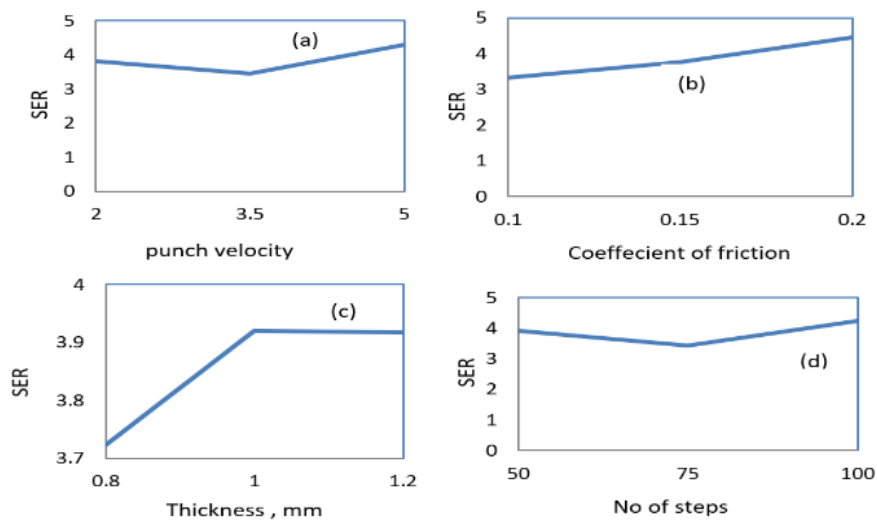 5
4
3
2
1
0
SER
(a)
2 3.5 5
punch velocity
5
4
3
2
1
0
SER
(b)
0.1 0.15 0.2
Coeffecient of friction
4
3.9
3.8
3.7
SER
(c)
0.8 1 1.2
Thickness , mm
5
4
3
2
1
0
SER
(d)
50 75 100
No of steps